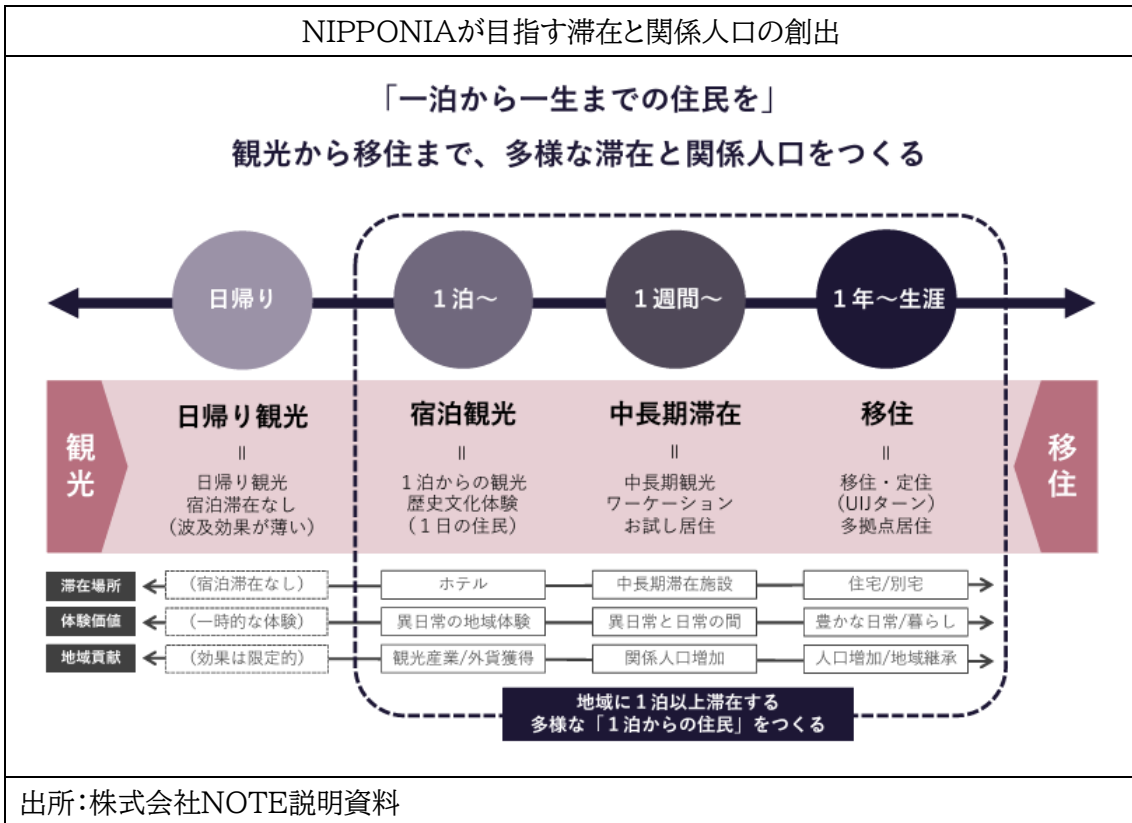 NIPPONIAが目指す滞在と関係人口の創出
「一泊から一生までの住民を」
観光から移住まで、多様な滞在と関係人口をつくる
日帰り
1泊～
1週間～
1年～生涯
観光
移住
日帰り観光
=
日帰り観光
宿泊滞在なし
(波及効果が薄い)
宿泊観光
=
1泊からの観光
歴史文化体験
(1日の住民)
中長期滞在
=
中長期観光
ワーケーション
お試し居住
移住
=
移住・定住
(UIJターン)
多拠点居住
滞在場所
(宿泊滞在なし)
ホテル
中長期滞在施設
住宅/別宅
体験価値
(一時的な体験)
異日常の地域体験
異日常と日常の間
豊かな日常/暮らし
地域貢献
(効果は限定的)
観光産業/外貨獲得
関係人口増加
人口増加/地域継承
地域に1泊以上滞在する
多様な「1泊からの住民」をつくる
出所：株式会社NOTE説明資料